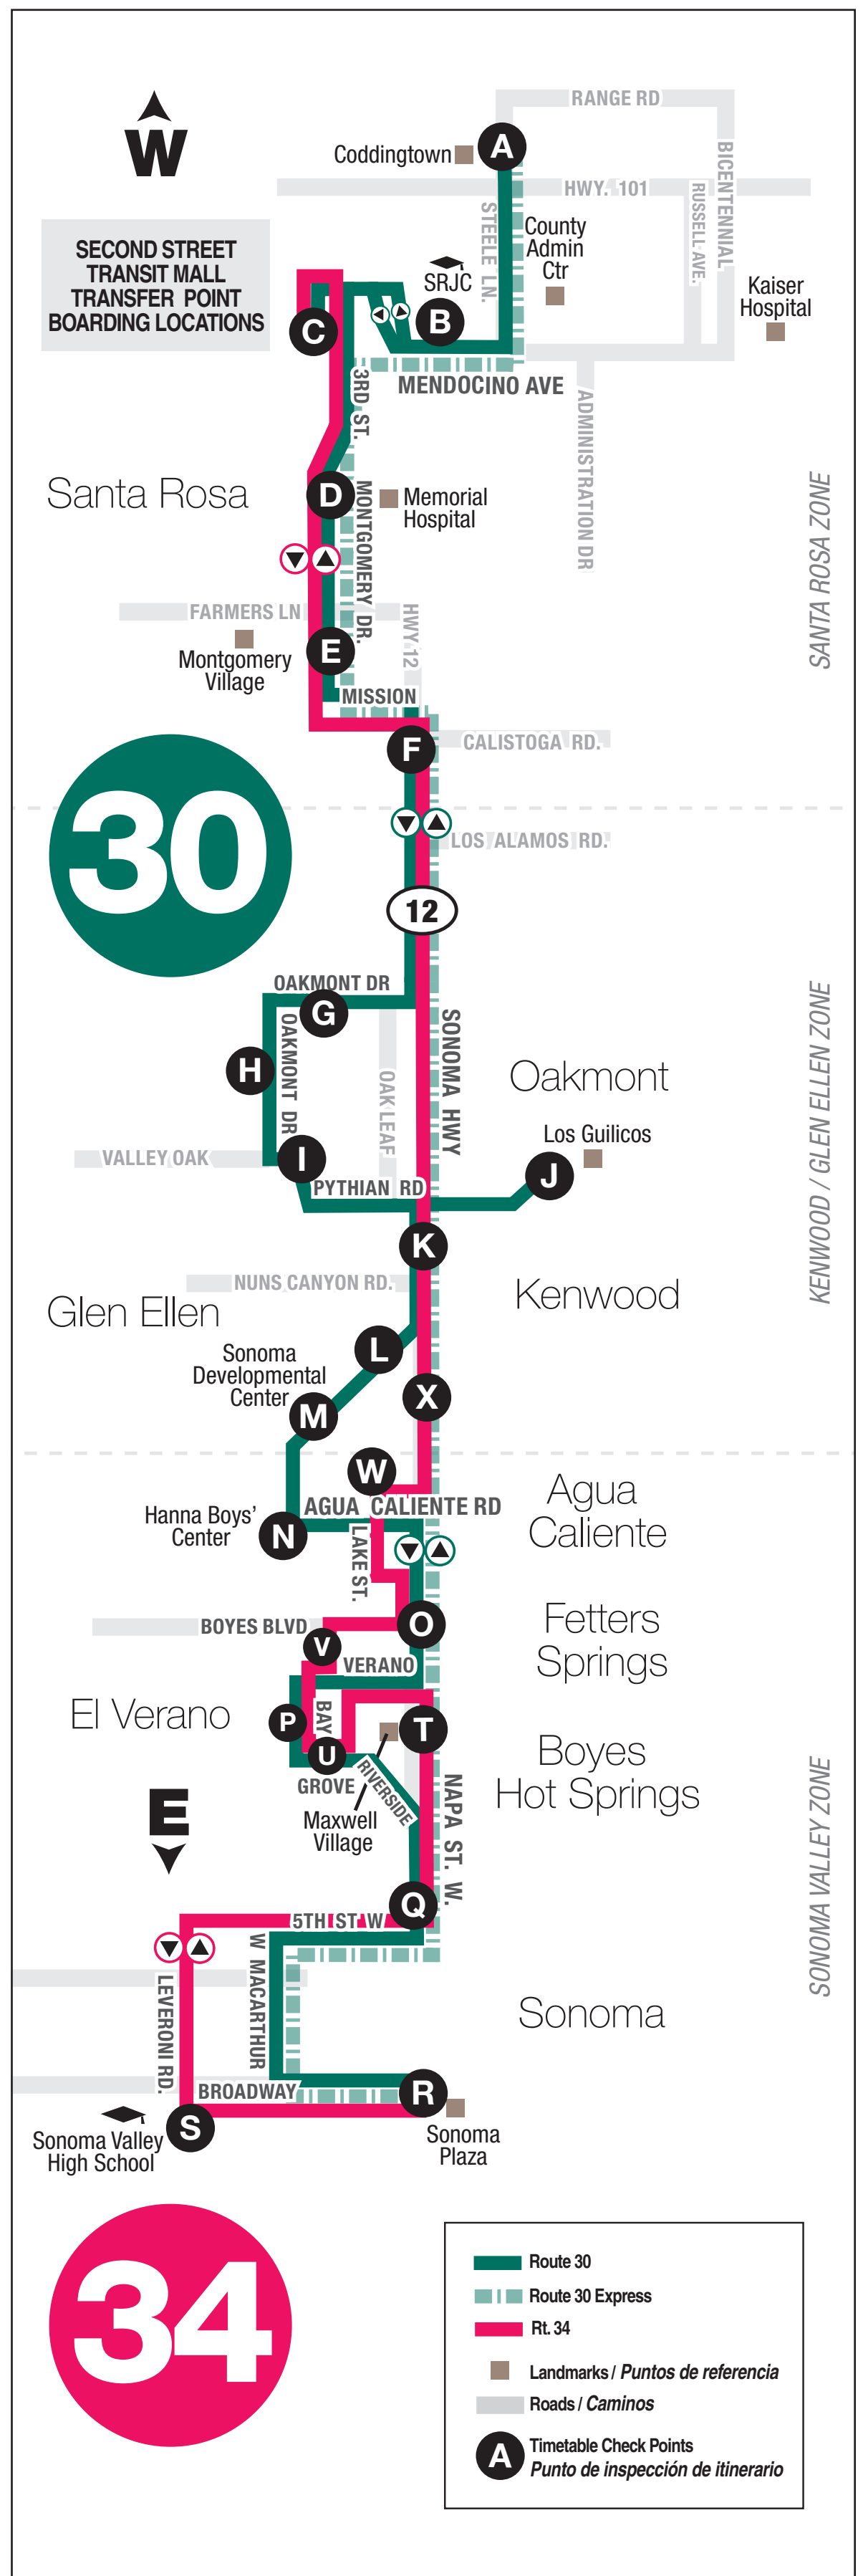 W
RANGE RD
Coddingtown
A
HWY. 101
BICENTENNIAL
RUSSELL AVE.
STEELE LN.
County
Admin
Ctr
SECOND STREET
TRANSIT MALL
TRANSFER POINT
BOARDING LOCATIONS
SRJC
Kaiser
Hospital
C
B
3RD ST.
MENDOCINO AVE
ADMINISTRATION DR
Santa Rosa
D
MONTGOMERY DR.
Memorial
Hospital
SANTA ROSA ZONE
FARMERS LN
HWY 12
Montgomery
Village
E
MISSION
F
CALISTOGA RD.
30
LOS ALAMOS RD.
12
OAKMONT DR
G
OAKMONT DR
SONOMA HWY
H
OAK LEAF
Oakmont
KENWOOD / GLEN ELLEN ZONE
Los Guilicos
VALLEY OAK
I
J
PYTHIAN RD
K
NUNS CANYON RD.
Glen Ellen
Kenwood
L
Sonoma
Developmental
Center
X
M
W
Agua
Caliente
AGUA CALIENTE RD
Hanna Boys'
Center
N
LAKE ST.
BOYES BLVD
O
Fetters
Springs
V
VERANO
El Verano
P
BAY
T
U
Boyes
Hot Springs
GROVE
RIVERSIDE
Maxwell
Village
NAPA ST. W.
E
SONOMA VALLEY ZONE
Q
5TH ST W
W MACARTHUR
LEVERONI RD.
Sonoma
BROADWAY
R
S
Sonoma Valley
High School
Sonoma
Plaza
34
Route 30
Route 30 Express
Rt. 34
Landmarks / Puntos de referencia
Roads / Caminos
A
Timetable Check Points
Punto de inspección de itinerario